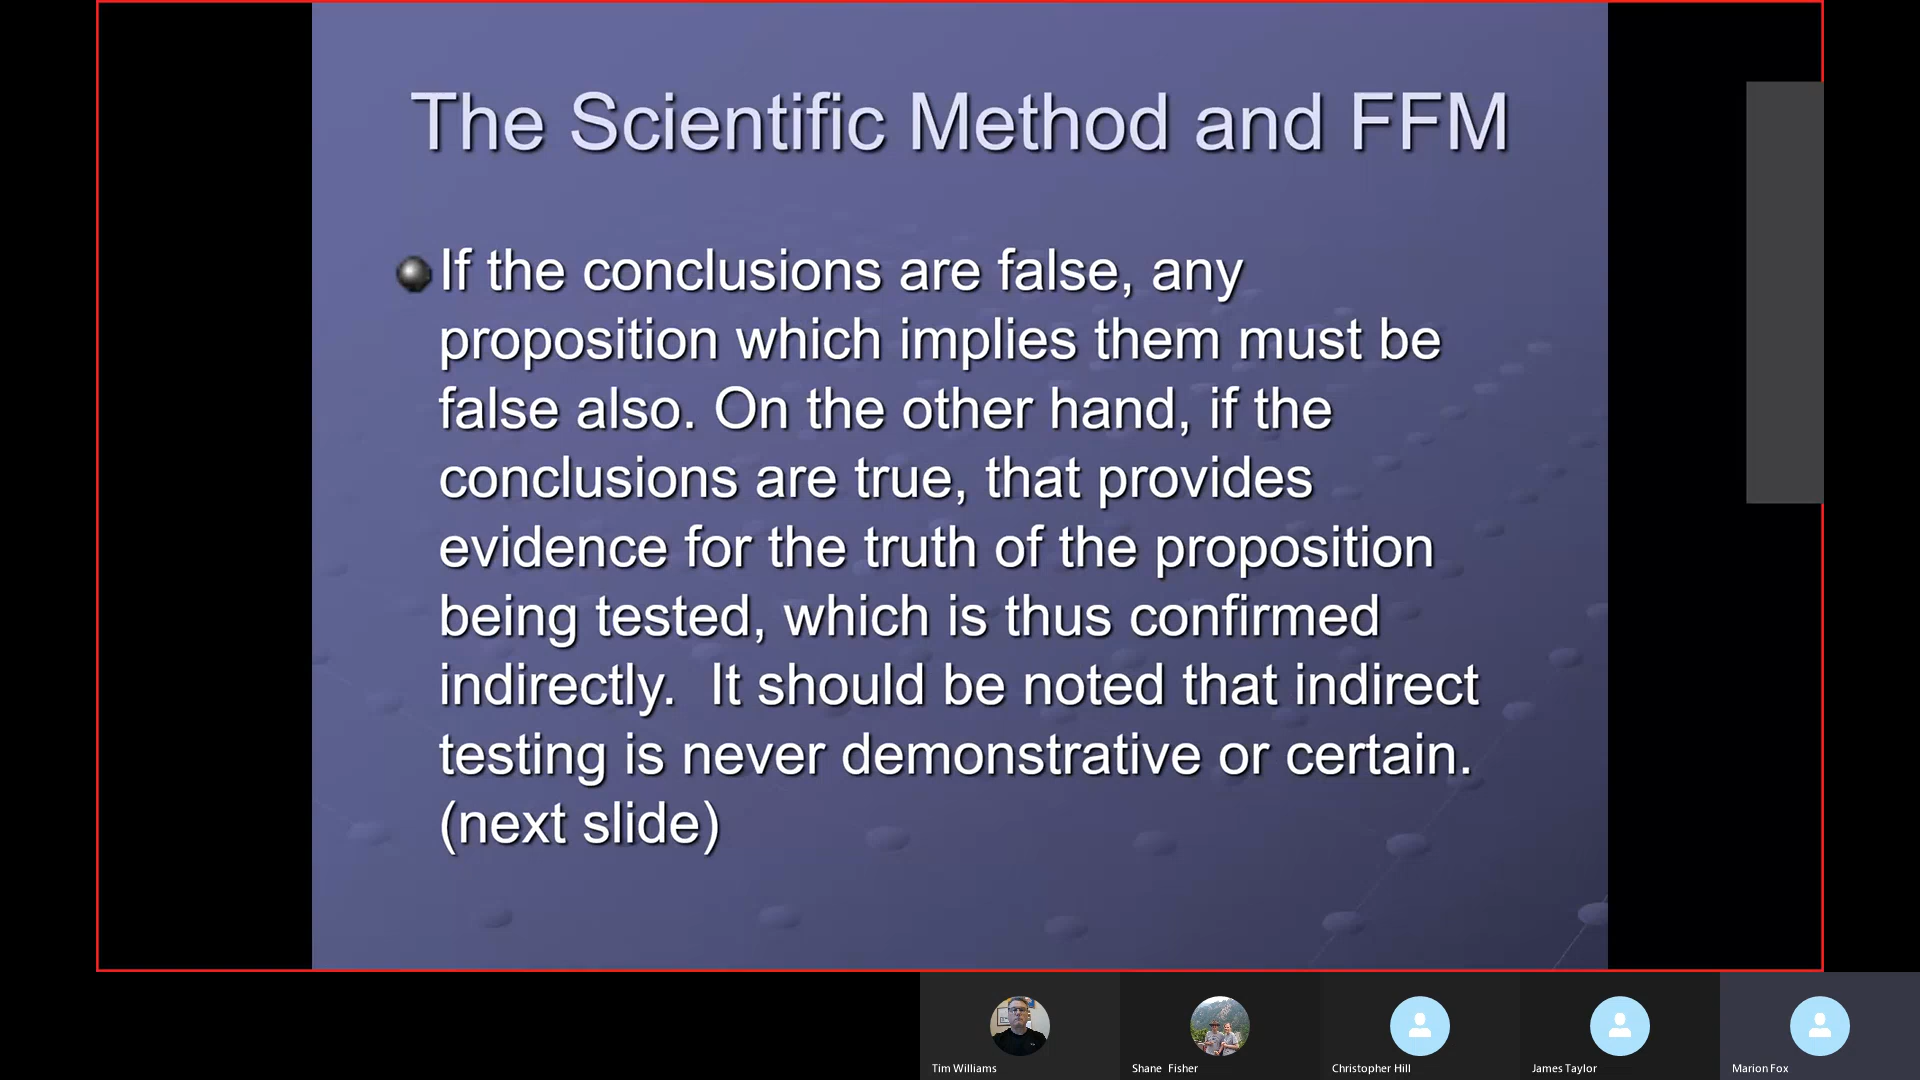 The Scientific Method and FFM
If the conclusions are false, any
proposition which implies them must be
false also. On the other hand, if the
conclusions are true, that provides
evidence for the truth of the proposition
being tested, which is thus confirmed
indirectly.  It should be noted that indirect
testing is never demonstrative or certain.
(next slide)
Tim Williams
Shane  Fisher
Christopher Hill
James Taylor
Marion Fox